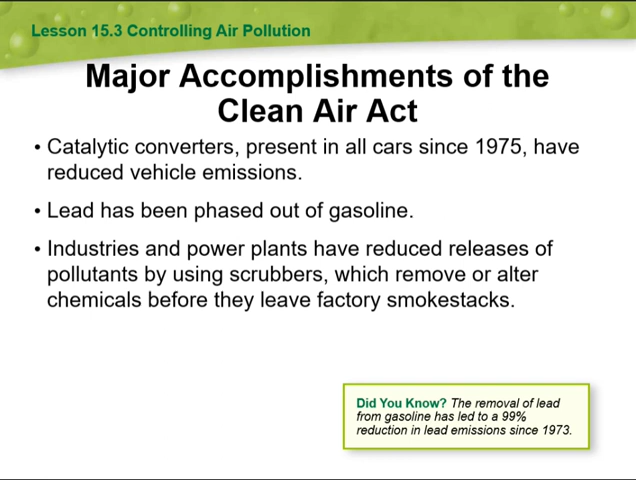 Lesson 15.3 Controlling Air Pollution
Major Accomplishments of the
Clean Air Act
• Catalytic converters, present in all cars since 1975, have
reduced vehicle emissions.
• Lead has been phased out of gasoline.
• Industries and power plants have reduced releases of
pollutants by using scrubbers, which remove or alter
chemicals before they leave factory smokestacks.
Did You Know? The removal of lead
from gasoline has led to a 99%
reduction in lead emissions since 1973.